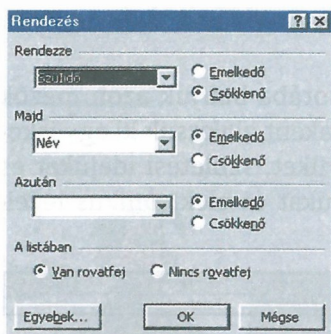 Rendezés
Rendezze
Szülidő
Emelkedő
Csökkenő
Majd
Név
Emelkedő
Csökkenő
Azután
Emelkedő
Csökkenő
A listában
Van rovatfej
Nincs rovatfej
Egyebek...
OK
Mégse